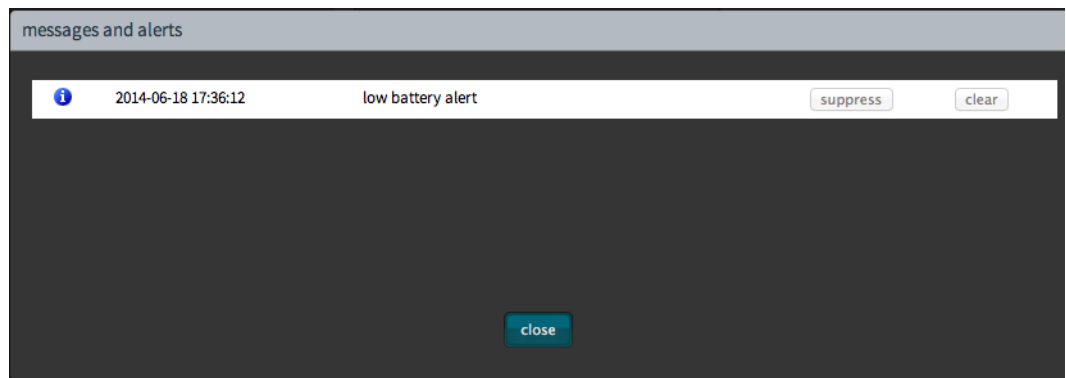 messages and alerts
2014-06-18 17:36:12 low battery alert suppress clear
close